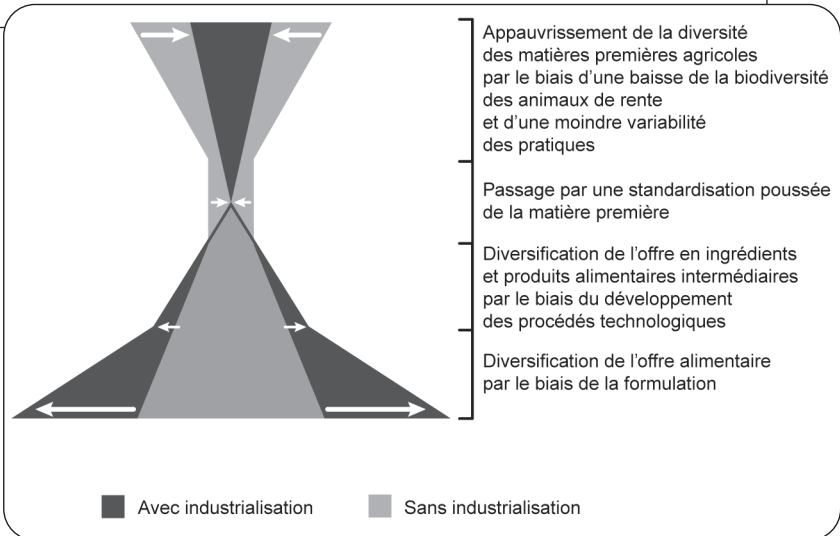 Appauvrissement de la diversité
des matières premières agricoles
par le biais d’une baisse de la biodiversité
des animaux de rente
et d’une moindre variabilité
des pratiques
Passage par une standardisation poussée
de la matière première
Diversification de l’offre en ingrédients
et produits alimentaires intermédiaires
par le biais du développement
des procédés technologiques
Diversification de l’offre alimentaire
par le biais de la formulation
Avec industrialisation
Sans industrialisation